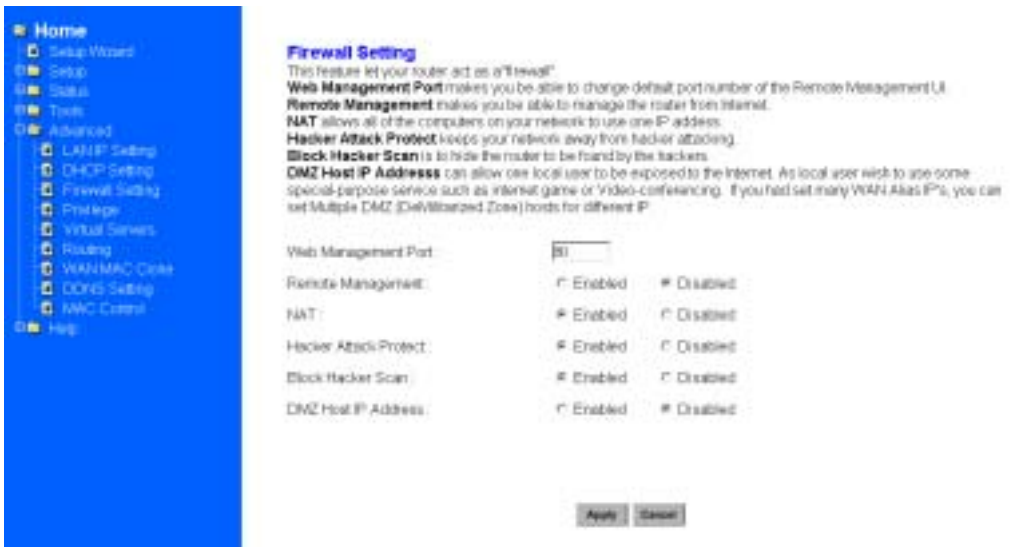 Home
Setup Wizard
Setup
Status
Tools
Advanced
LAN IP Setting
DHCP Setting
Firewall Setting
Privilege
Virtual Servers
Routing
WAN MAC Clone
DDNS Setting
MAC Control
Help
Firewall Setting
This feature let your router act as a "firewall"
Web Management Port makes you be able to change default port number of the Remote Management UI.
Remote Management makes you be able to manage the router from Internet.
NAT allows all of the computers on your network to use one IP address.
Hacker Attack Protect keeps your network away from hacker attacking.
Block Hacker Scan is to hide the router to be found by the hackers.
DMZ Host IP Addresss can allow one local user to be exposed to the Internet. As local user wish to use some
special-purpose service such as internet game or Video-conferencing. If you had set many WAN Alias IP's, you can
set Multiple DMZ (DeMilitarized Zone) hosts for different IP
Web Management Port: 80
Remote Management: Enabled Disabled
NAT: Enabled Disabled
Hacker Attack Protect: Enabled Disabled
Block Hacker Scan: Enabled Disabled
DMZ Host IP Address: Enabled Disabled
Apply Cancel